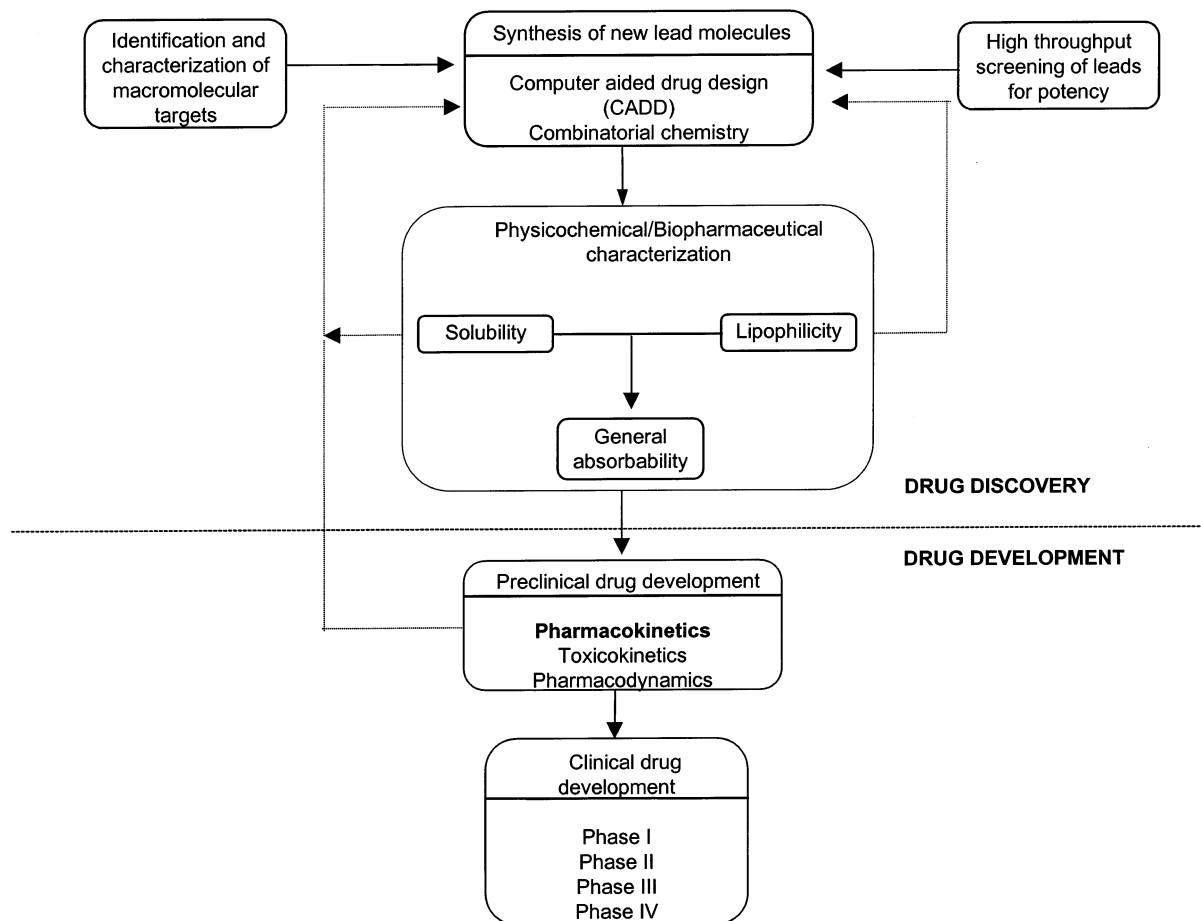 Identification and
characterization of
macromolecular
targets
Synthesis of new lead molecules
Computer aided drug design
(CADD)
Combinatorial chemistry
High throughput
screening of leads
for potency
Physicochemical/Biopharmaceutical
characterization
Solubility
Lipophilicity
General
absorbability
DRUG DISCOVERY
DRUG DEVELOPMENT
Preclinical drug development
Pharmacokinetics
Toxicokinetics
Pharmacodynamics
Clinical drug
development
Phase I
Phase II
Phase III
Phase IV